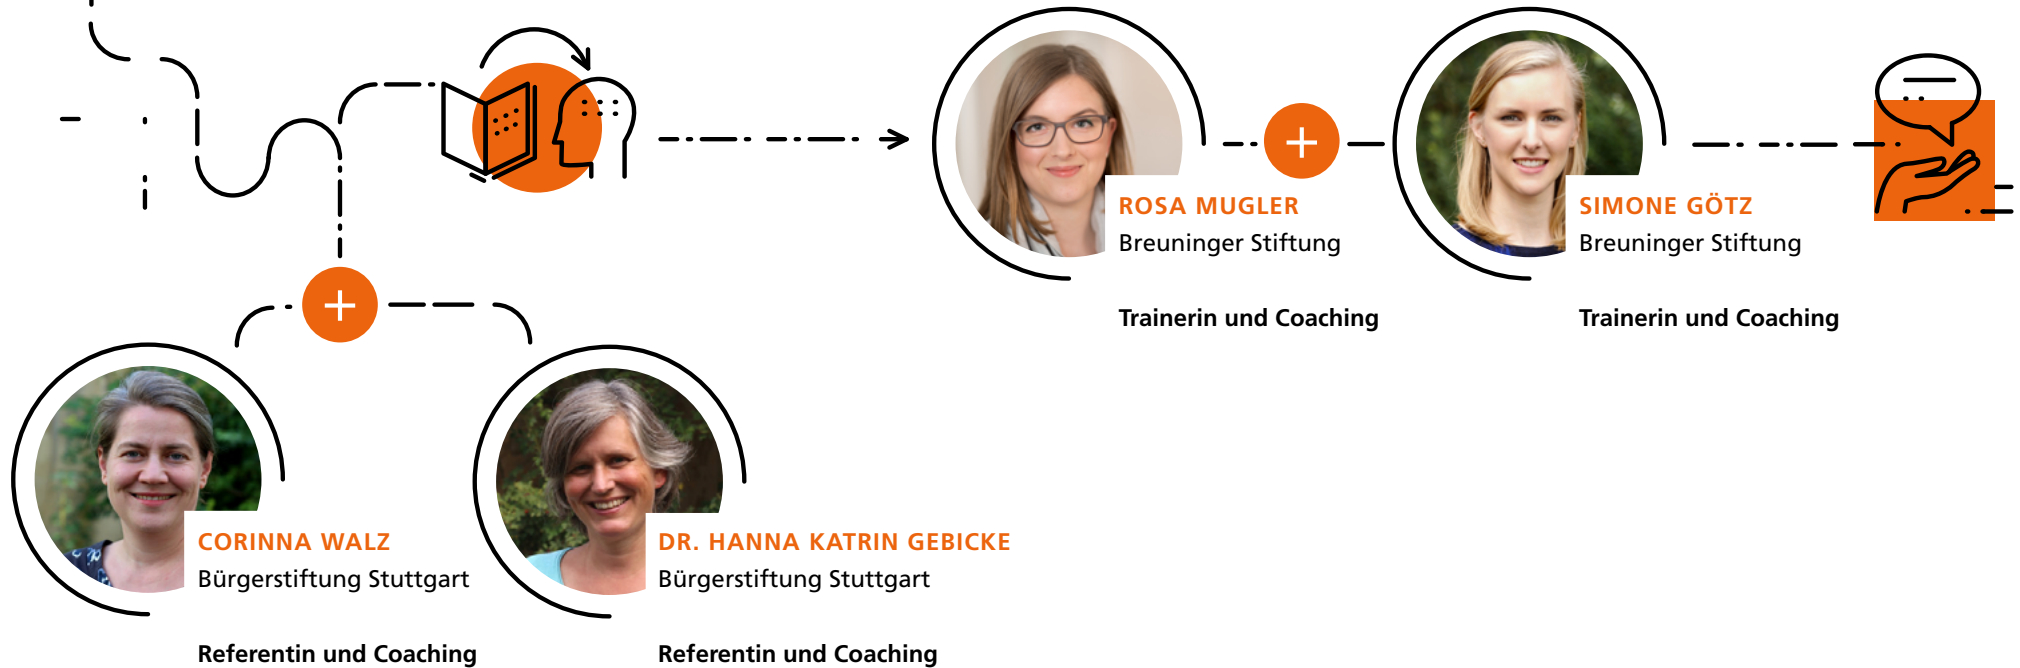 ROSA MUGLER
Breuninger Stiftung
Trainerin und Coaching
SIMONE GÖTZ
Breuninger Stiftung
Trainerin und Coaching
CORINNA WALZ
Bürgerstiftung Stuttgart
Referentin und Coaching
DR. HANNA KATRIN GEBICKE
Bürgerstiftung Stuttgart
Referentin und Coaching